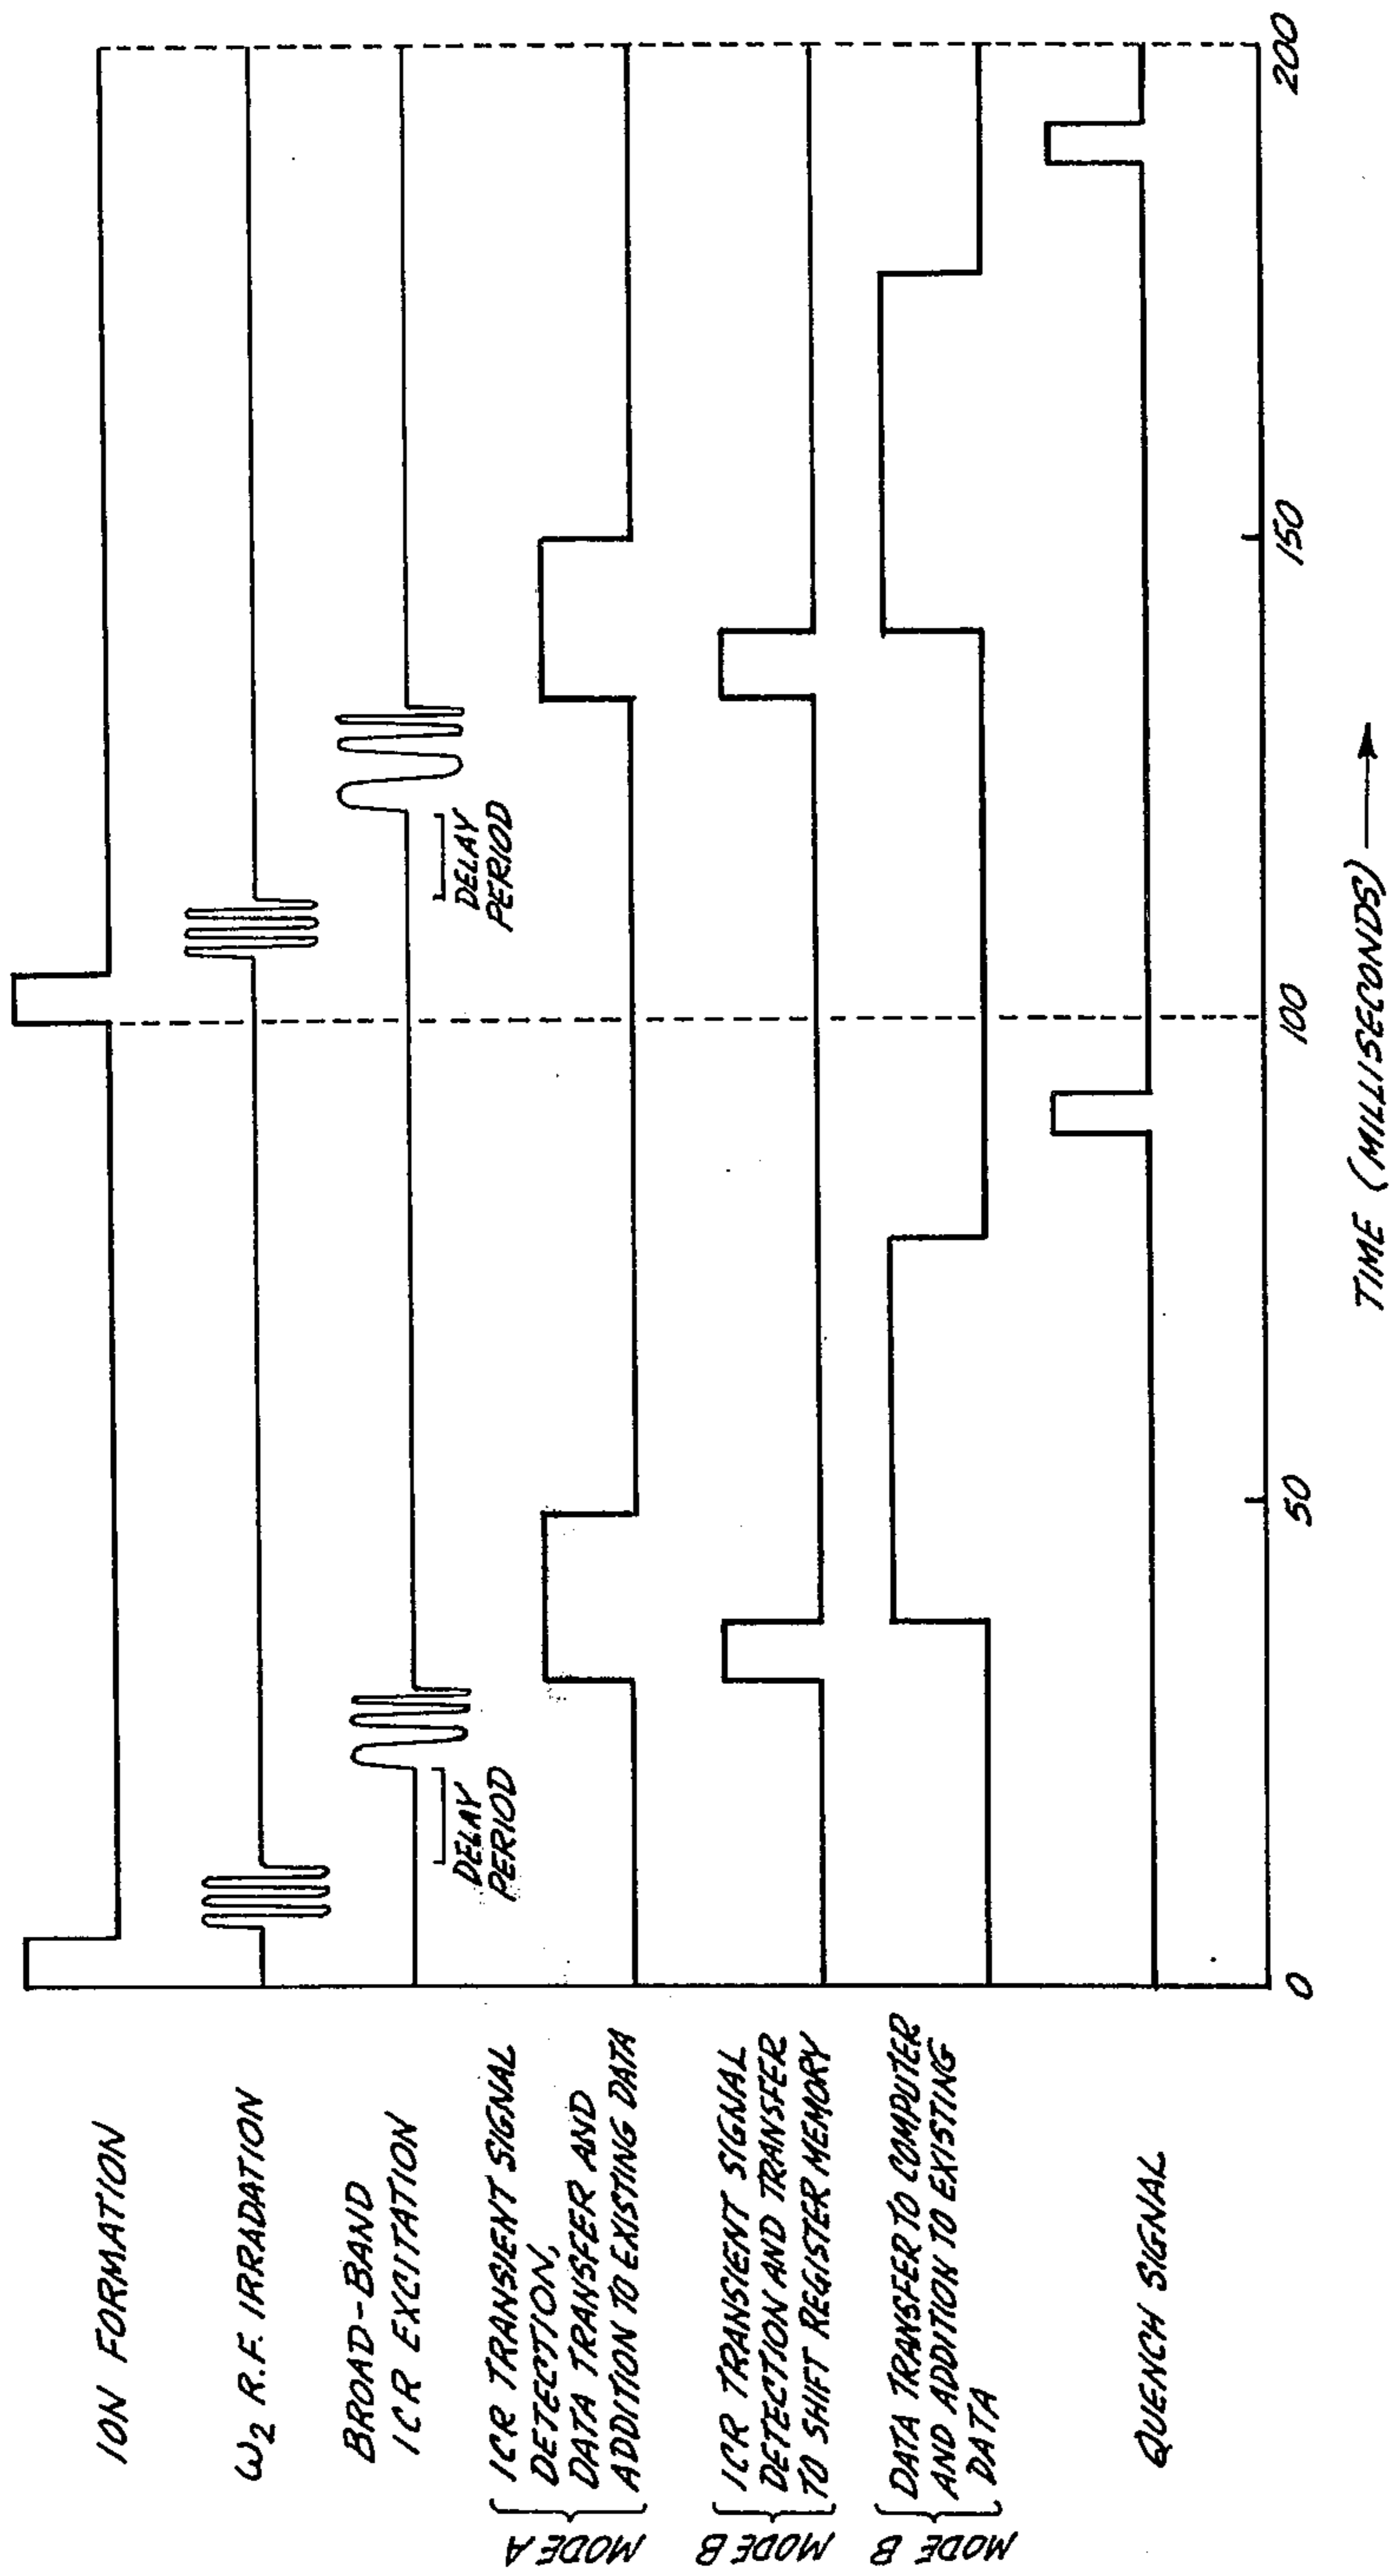 ION FORMATION
ω2 R.F. IRRADATION
BROAD-BAND
ICR EXCITATION
DELAY
PERIOD
DELAY
PERIOD
MODE A
ICR TRANSIENT SIGNAL
DETECTION,
DATA TRANSFER AND
ADDITION TO EXISTING DATA
MODE B
ICR TRANSIENT SIGNAL
DETECTION AND TRANSFER
TO SHIFT REGISTER MEMORY
MODE B
DATA TRANSFER TO COMPUTER
AND ADDITION TO EXISTING
DATA
QUENCH SIGNAL
0
50
100
150
200
TIME (MILLISECONDS)